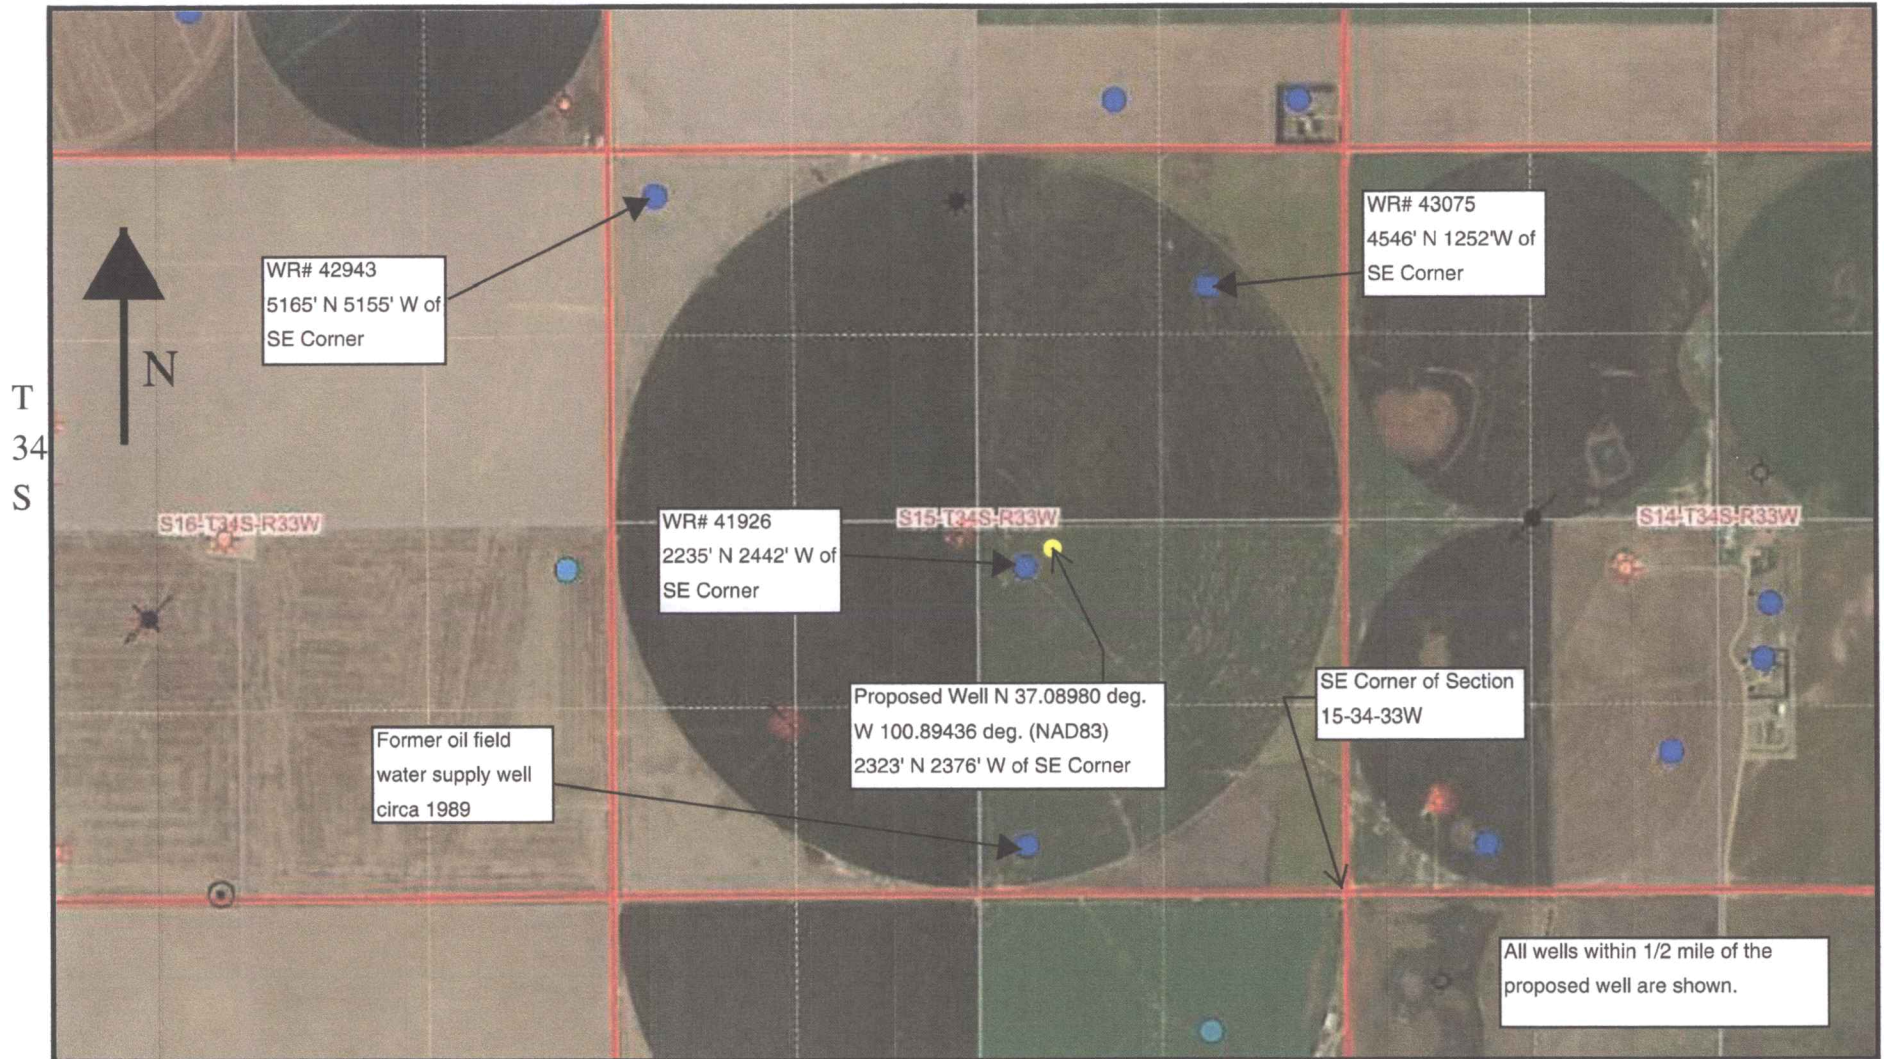 WR# 43075
4546' N 1252'W of
SE Corner
WR# 42943
5165' N 5155' W of
SE Corner
N
T
34
S
S16-T34S-R33W
WR# 41926
2235' N 2442' W of
SE Corner
S15-T34S-R33W
S14-T34S-R33W
Proposed Well N 37.08980 deg.
W 100.89436 deg. (NAD83)
2323' N 2376' W of SE Corner
SE Corner of Section
15-34-33W
Former oil field
water supply well
circa 1989
All wells within 1/2 mile of the
proposed well are shown.